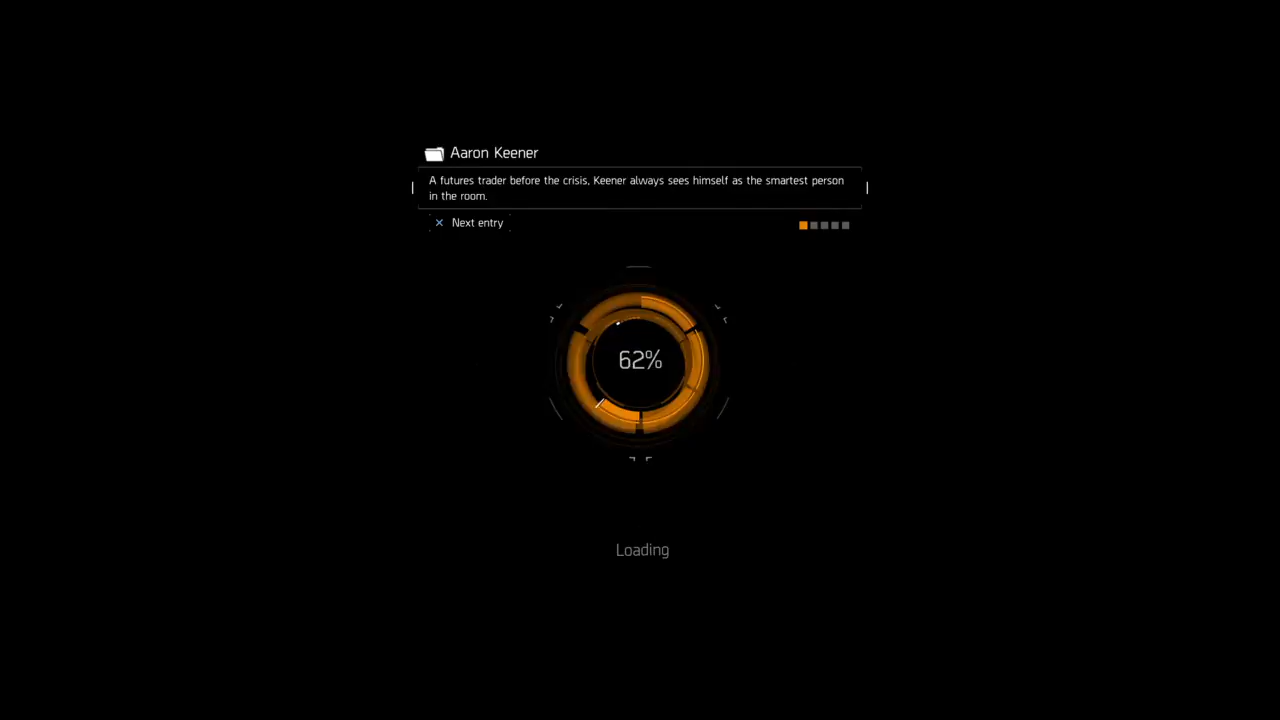 Aaron Keener
A futures trader before the crisis, Keener always sees himself as the smartest person
in the room.
Next entry
62%
Loading